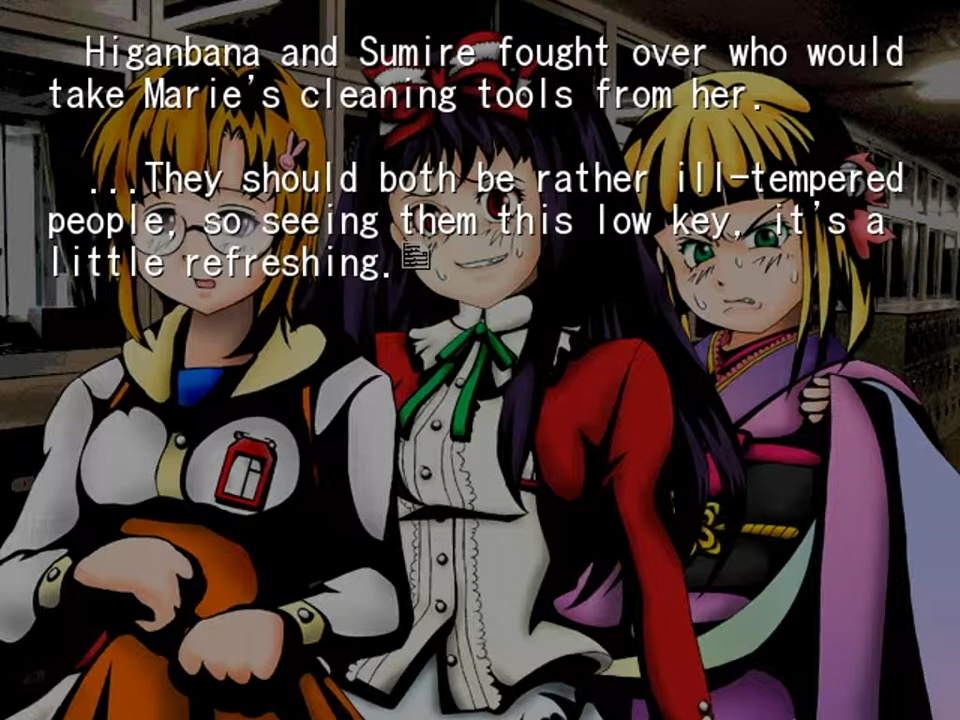 Higanbana and Sumire fought over who would
take Marie's cleaning tools from her.
...They should both be rather ill-tempered
people, so seeing them this low key, it's a
little refreshing.